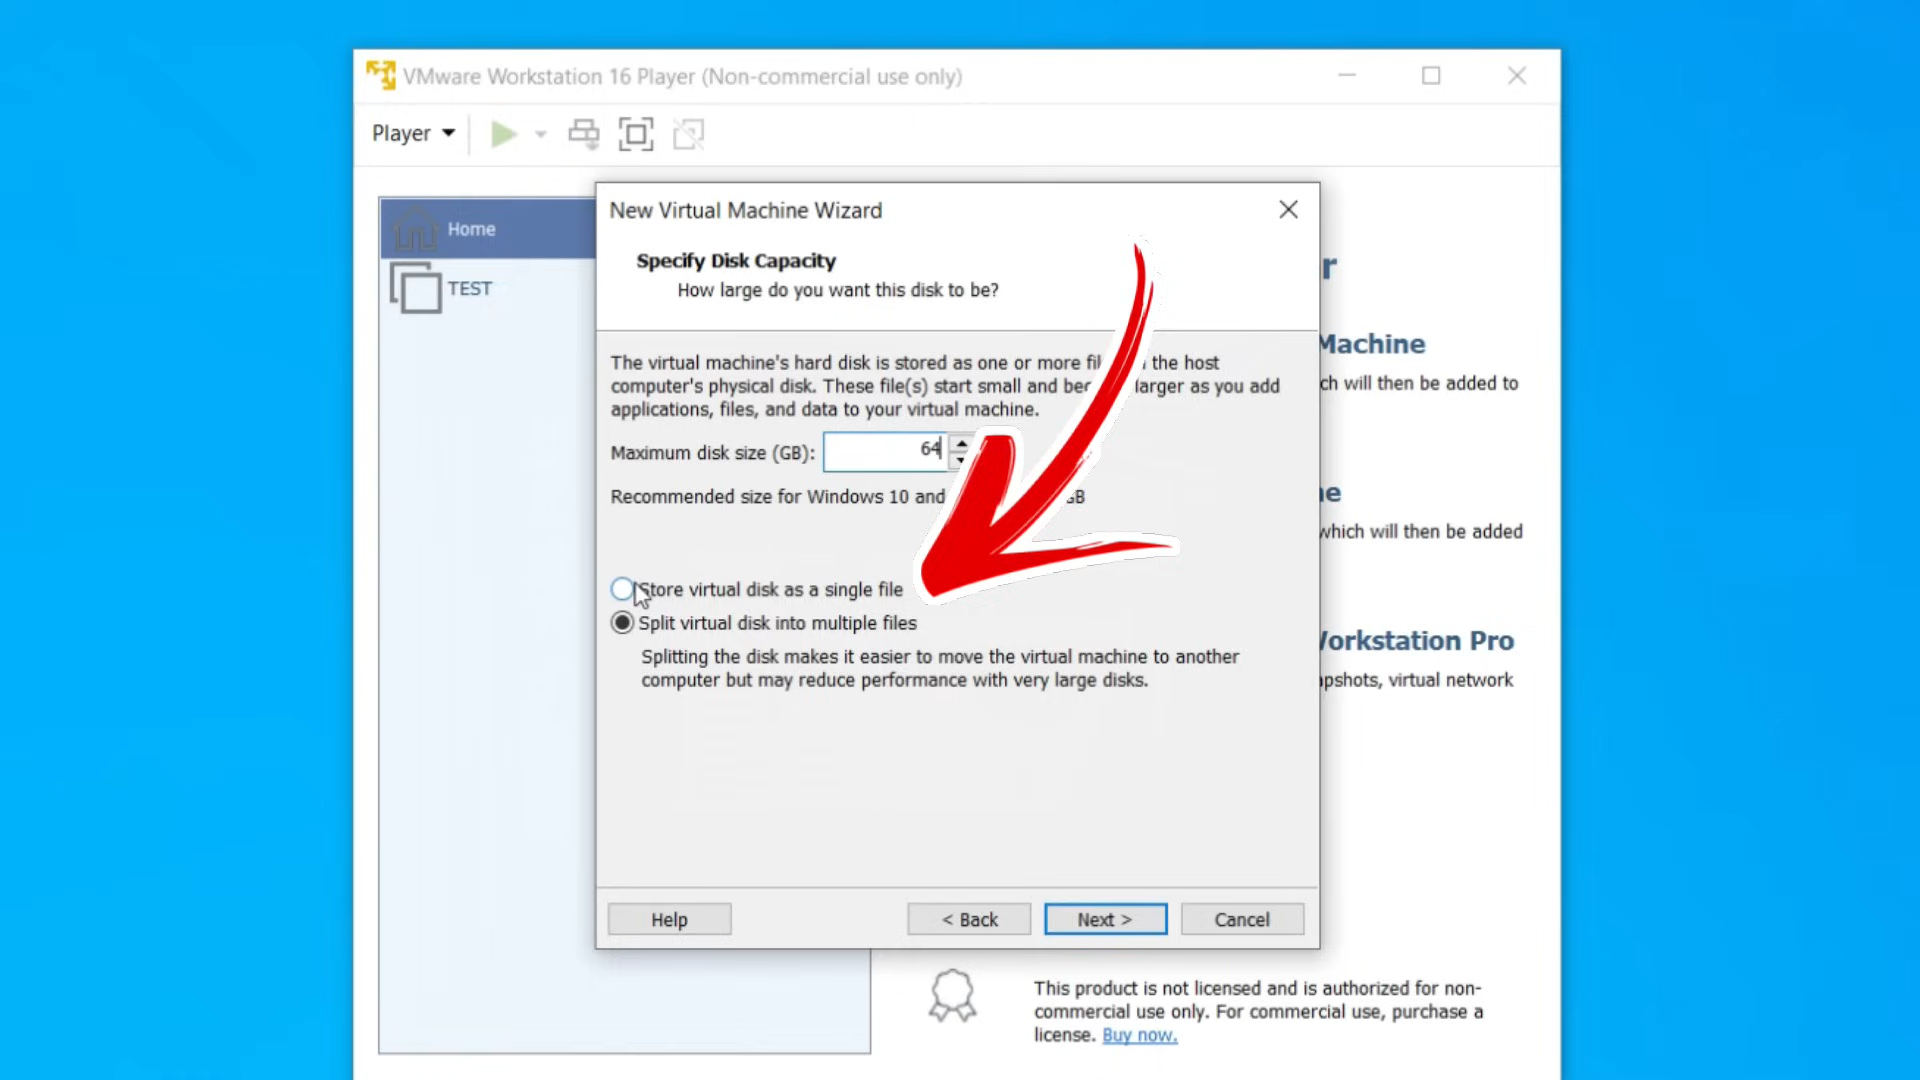 VMware Workstation 16 Player (Non-commercial use only)
Player
Home
TEST
New Virtual Machine Wizard
Specify Disk Capacity
How large do you want this disk to be?
The virtual machine's hard disk is stored as one or more the host
computer's physical disk. These file(s) start small and larger as you add
applications, files, and data to your virtual machine.
Maximum disk size (GB): 64
Recommended size for Windows 10 and GB
Store virtual disk as a single file
Split virtual disk into multiple files
Splitting the disk makes it easier to move the virtual machine to another
computer but may reduce performance with very large disks.
Help
< Back
Next >
Cancel
r
Machine
ch will then be added to
ne
which will then be added
Workstation Pro
apshots, virtual network
This product is not licensed and is authorized for non-
commercial use only. For commercial use, purchase a
license. Buy now.